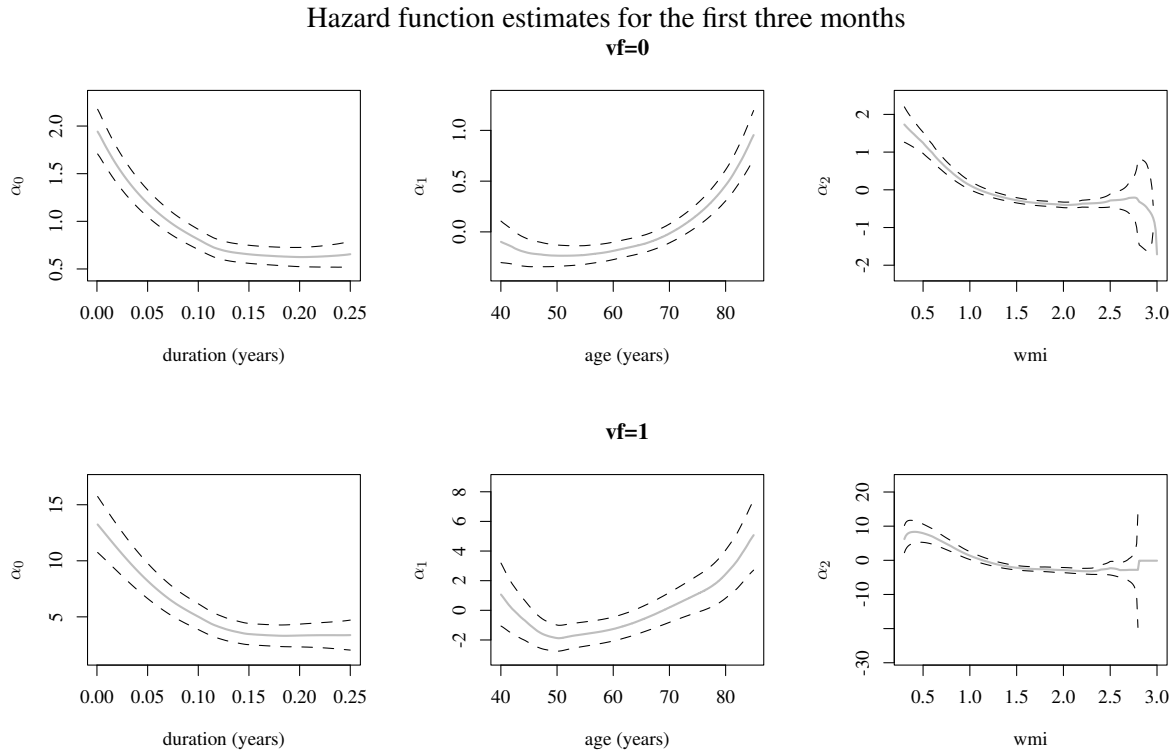 Hazard function estimates for the first three months
vf=0
α0
2.0
1.5
1.0
0.5
0.00 0.05 0.10 0.15 0.20 0.25
duration (years)
α1
1.0
0.5
0.0
40 50 60 70 80
age (years)
α2
2
1
0
-1
-2
0.5 1.0 1.5 2.0 2.5 3.0
wmi
vf=1
α0
15
10
5
0.00 0.05 0.10 0.15 0.20 0.25
duration (years)
α1
8
6
4
2
0
-2
40 50 60 70 80
age (years)
α2
20
10
0
-10
-30
0.5 1.0 1.5 2.0 2.5 3.0
wmi